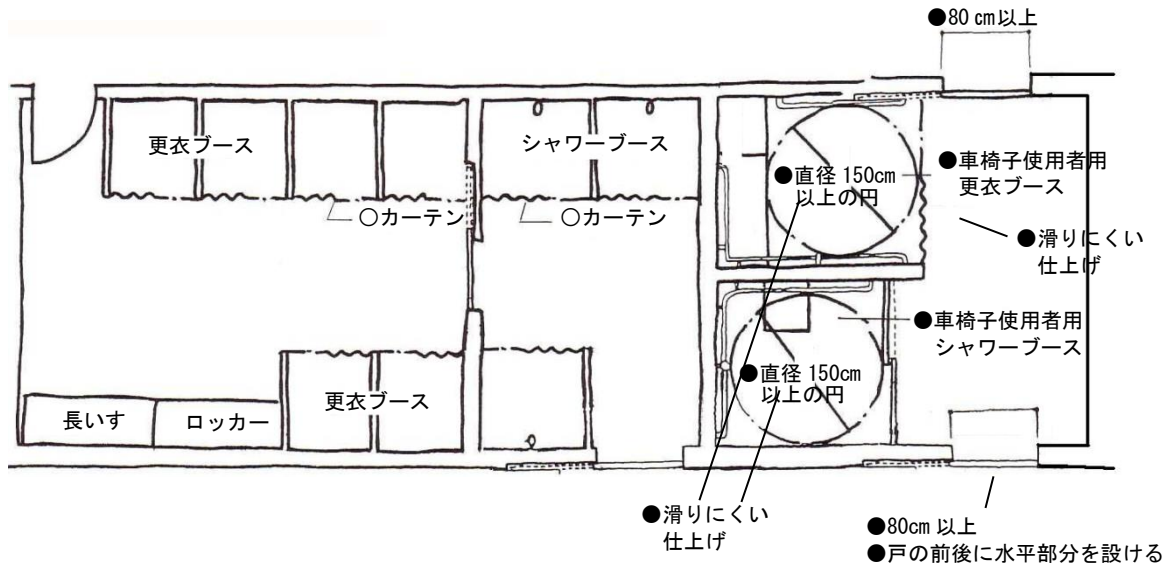 ●80 cm以上
更衣ブース
シャワーブース
●直径 150cm
以上の円
●車椅子使用者用
更衣ブース
○カーテン
○カーテン
●滑りにくい
仕上げ
●車椅子使用者用
シャワーブース
●直径 150cm
以上の円
更衣ブース
長いす
ロッカー
●滑りにくい
仕上げ
●80cm 以上
●戸の前後に水平部分を設ける